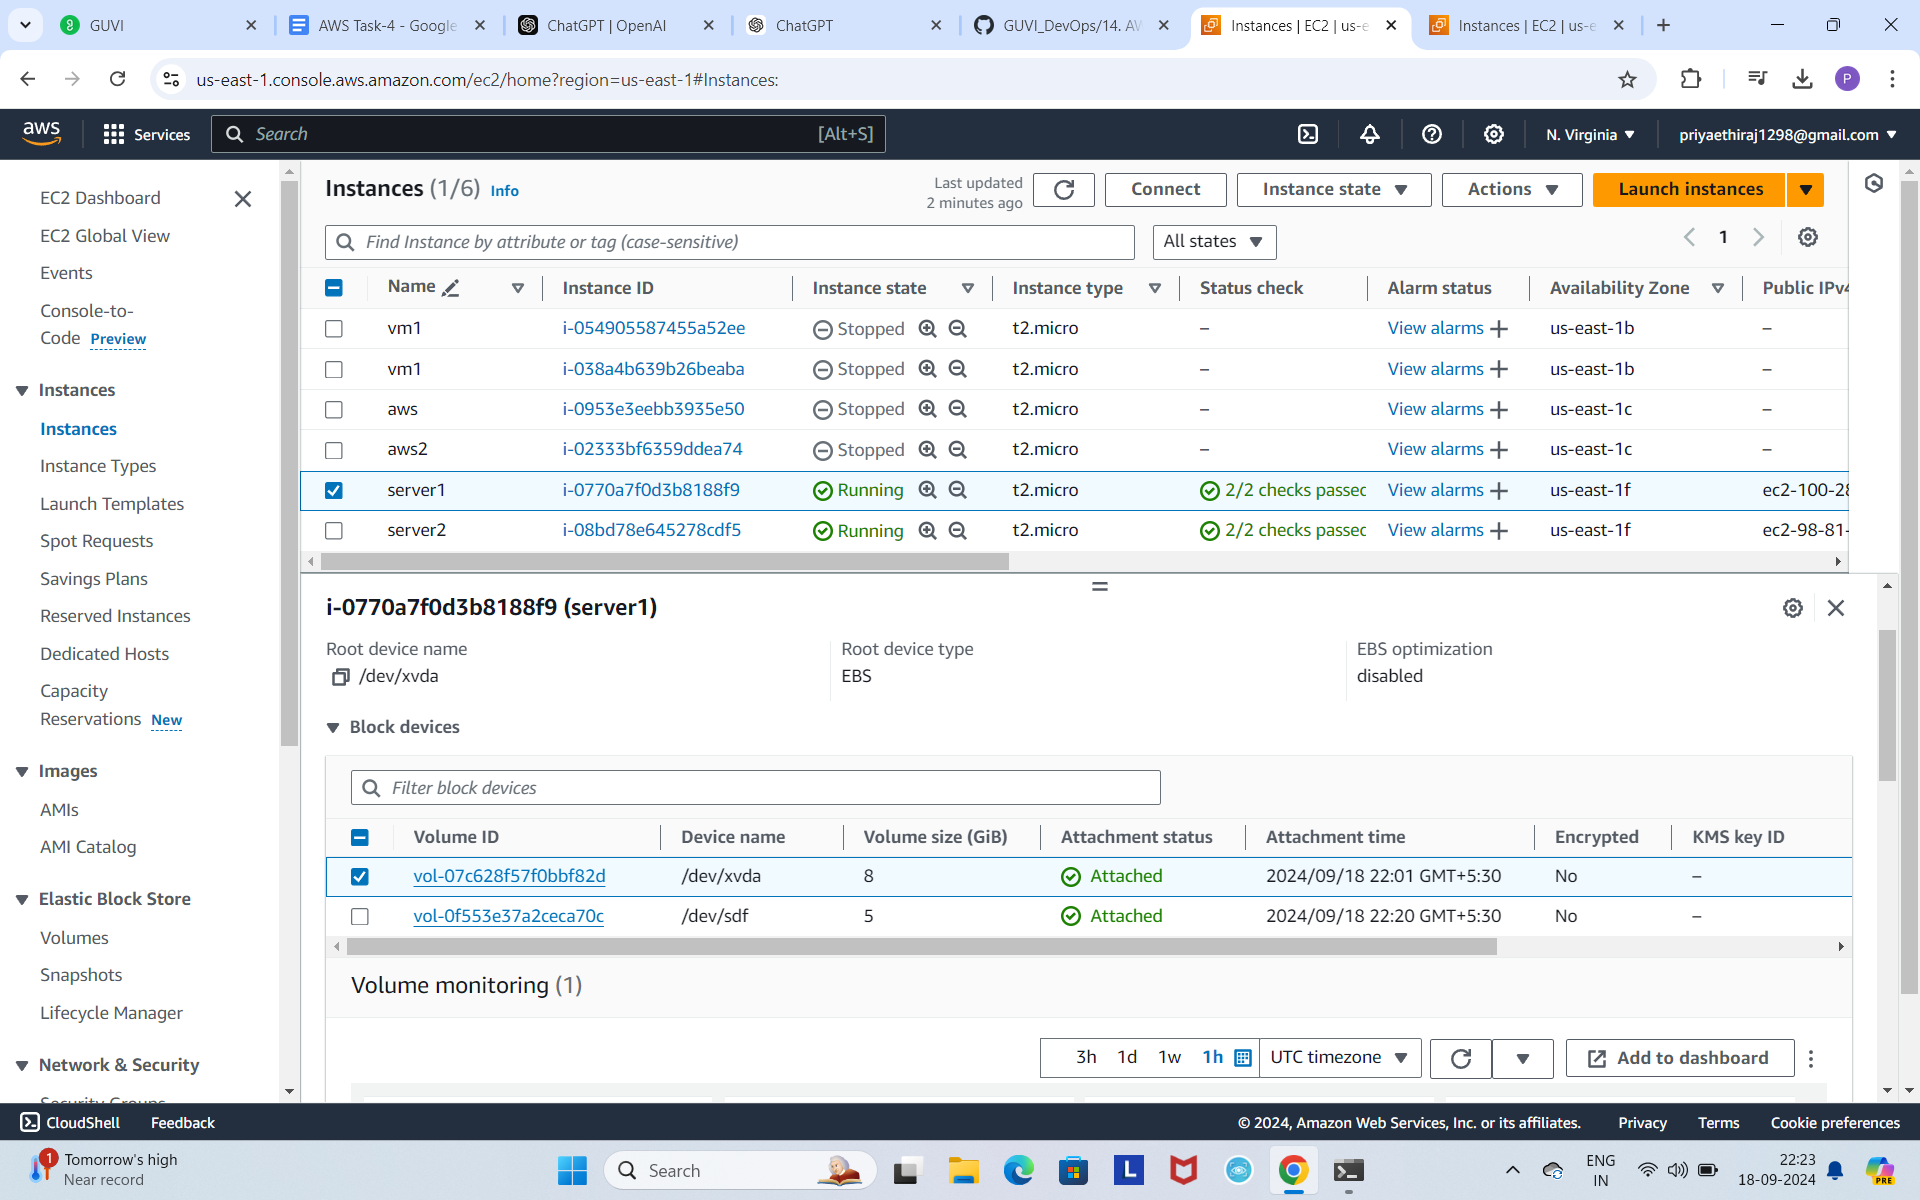 GUVI
AWS Task-4 - Google
ChatGPT | OpenAI
ChatGPT
GUVI_DevOps/14. AW
Instances | EC2 | us-e
Instances | EC2 | us-e
us-east-1.console.aws.amazon.com/ec2/home?region=us-east-1#Instances:
P
aws
Services
Search
[Alt+S]
N. Virginia
priyaethiraj1298@gmail.com
EC2 Dashboard
EC2 Global View
Events
Console-to-
Code Preview
Instances
Instances
Instance Types
Launch Templates
Spot Requests
Savings Plans
Reserved Instances
Dedicated Hosts
Capacity
Reservations New
Images
AMIs
AMI Catalog
Elastic Block Store
Volumes
Snapshots
Lifecycle Manager
Network & Security
Security Groups
Instances (1/6) Info
Last updated
2 minutes ago
Connect
Instance state
Actions
Launch instances
Find Instance by attribute or tag (case-sensitive)
All states
1
Name Instance ID Instance state Instance type Status check Alarm status Availability Zone Public IPv4
vm1 i-054905587455a52ee Stopped t2.micro – View alarms us-east-1b –
vm1 i-038a4b639b26beaba Stopped t2.micro – View alarms us-east-1b –
aws i-0953e3eebb3935e50 Stopped t2.micro – View alarms us-east-1c –
aws2 i-02333bf6359ddea74 Stopped t2.micro – View alarms us-east-1c –
server1 i-0770a7f0d3b8188f9 Running t2.micro 2/2 checks passed View alarms us-east-1f ec2-100-28
server2 i-08bd78e645278cdf5 Running t2.micro 2/2 checks passed View alarms us-east-1f ec2-98-81-
i-0770a7f0d3b8188f9 (server1)
Root device name Root device type EBS optimization
/dev/xvda EBS disabled
Block devices
Filter block devices
Volume ID Device name Volume size (GiB) Attachment status Attachment time Encrypted KMS key ID
vol-07c628f57f0bbf82d /dev/xvda 8 Attached 2024/09/18 22:01 GMT+5:30 No –
vol-0f553e37a2ceca70c /dev/sdf 5 Attached 2024/09/18 22:20 GMT+5:30 No –
Volume monitoring (1)
3h 1d 1w 1h UTC timezone Add to dashboard
CloudShell Feedback © 2024, Amazon Web Services, Inc. or its affiliates. Privacy Terms Cookie preferences
1
Tomorrow's high
Near record
Search
L
ENG
IN
22:23
18-09-2024
PRE